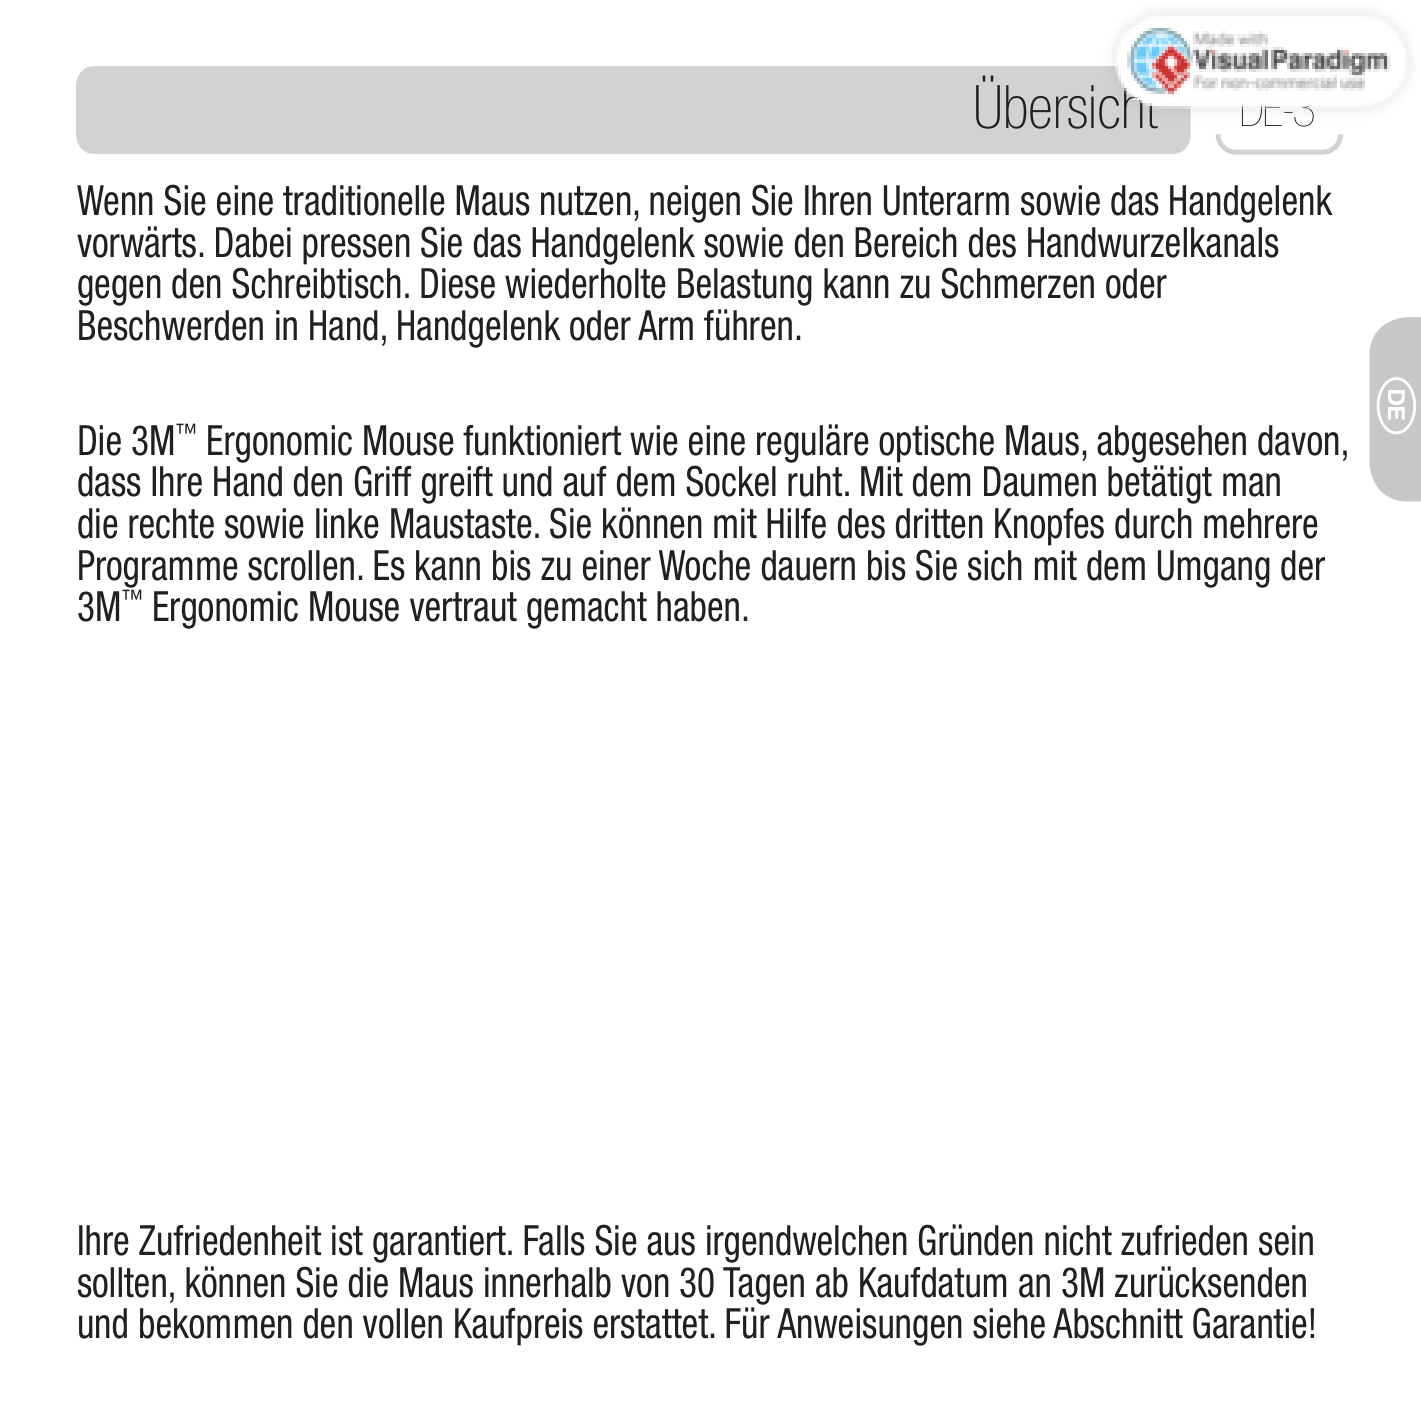 Made with
VisualParadigm
For non-commercial use
Übersicht
DE-3
Wenn Sie eine traditionelle Maus nutzen, neigen Sie Ihren Unterarm sowie das Handgelenk
vorwärts. Dabei pressen Sie das Handgelenk sowie den Bereich des Handwurzelkanals
gegen den Schreibtisch. Diese wiederholte Belastung kann zu Schmerzen oder
Beschwerden in Hand, Handgelenk oder Arm führen.
DE
Die 3M™ Ergonomic Mouse funktioniert wie eine reguläre optische Maus, abgesehen davon,
dass Ihre Hand den Griff greift und auf dem Sockel ruht. Mit dem Daumen betätigt man
die rechte sowie linke Maustaste. Sie können mit Hilfe des dritten Knopfes durch mehrere
Programme scrollen. Es kann bis zu einer Woche dauern bis Sie sich mit dem Umgang der
3M™ Ergonomic Mouse vertraut gemacht haben.
Ihre Zufriedenheit ist garantiert. Falls Sie aus irgendwelchen Gründen nicht zufrieden sein
sollten, können Sie die Maus innerhalb von 30 Tagen ab Kaufdatum an 3M zurücksenden
und bekommen den vollen Kaufpreis erstattet. Für Anweisungen siehe Abschnitt Garantie!